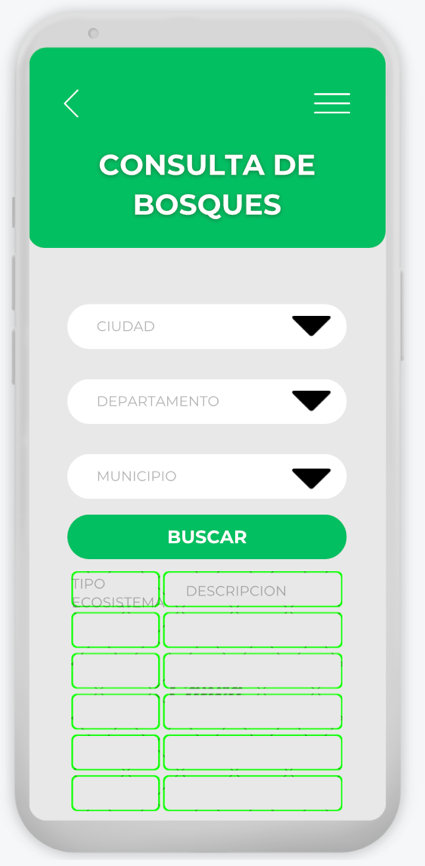 CONSULTA DE
BOSQUES
CIUDAD
DEPARTAMENTO
MUNICIPIO
BUSCAR
TIPO
ECOSISTEMA
DESCRIPCION